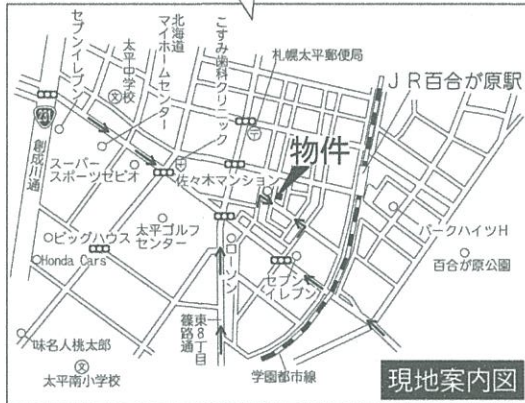 セブンイレブン
太平中学校
文
北海道
マイホームセンター
こすみ歯科クリニック
札幌太平郵便局
〒
JR百合が原駅
231
創成川通
物件
スーパー
スポーツゼビオ
佐々木マンション
太平ゴルフ
センター
ビッグハウス
Honda Cars
ローソン
セブン
イレブン
パークハイツH
百合が原公園
味名人桃太郎
文
太平南小学校
東8丁目
篠路通
学園都市線
現地案内図